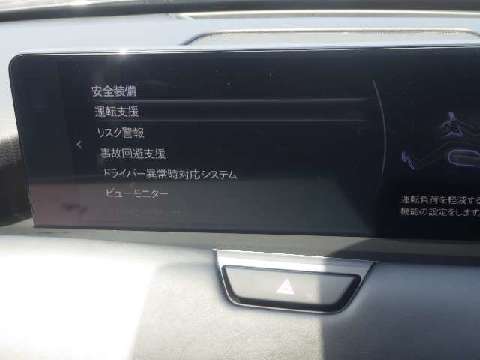 安全装備
運転支援
リスク警報
事故回避支援
ドライバー異常時対応システム
ビューモニター
運転負荷を軽減する
機能の設定をします